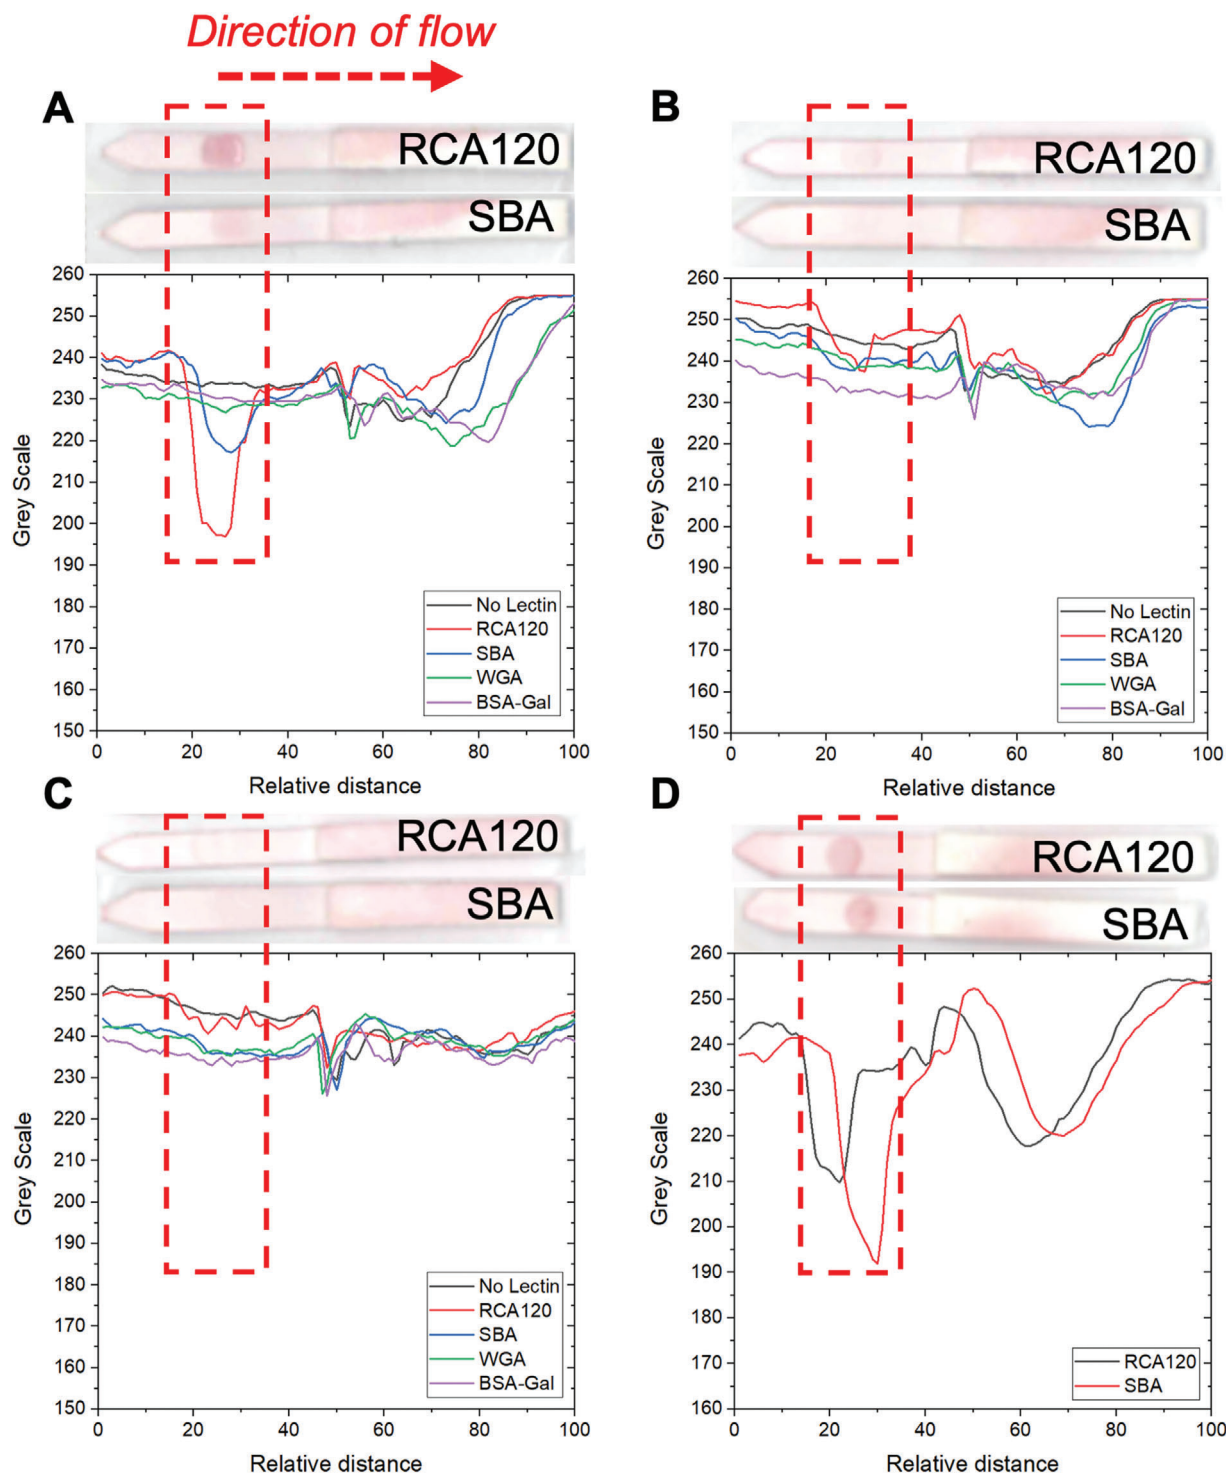 Direction of flow
A
RCA120
SBA
260
250
240
230
220
210
200
190
180
170
160
150
Grey Scale
0 20 40 60 80 100
Relative distance
No Lectin
RCA120
SBA
WGA
BSA-Gal
B
RCA120
SBA
260
250
240
230
220
210
200
190
180
170
160
150
Grey Scale
0 20 40 60 80 100
Relative distance
No Lectin
RCA120
SBA
WGA
BSA-Gal
C
RCA120
SBA
260
250
240
230
220
210
200
190
180
170
160
150
Grey Scale
0 20 40 60 80 100
Relative distance
No Lectin
RCA120
SBA
WGA
BSA-Gal
D
RCA120
SBA
260
250
240
230
220
210
200
190
180
170
160
Grey Scale
0 20 40 60 80 100
Relative distance
RCA120
SBA